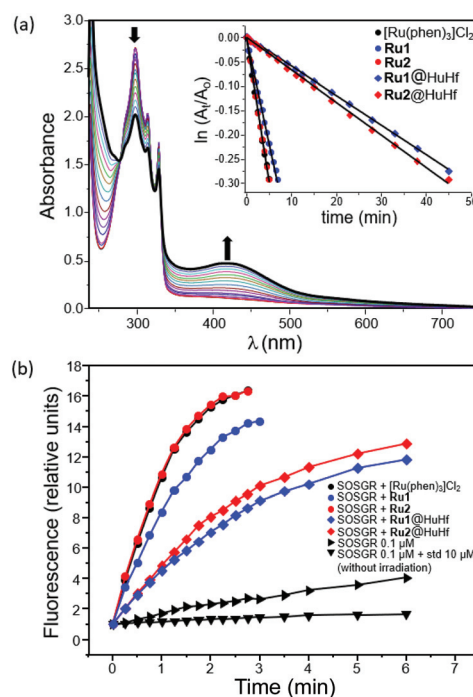 (a)
3.0
2.5
2.0
1.5
1.0
0.5
0.0
Absorbance
300 400 500 600 700
λ (nm)
0.00
-0.05
-0.10
-0.15
-0.20
-0.25
-0.30
ln (At/Ao)
0 10 20 30 40 50
time (min)
[Ru(phen)3]Cl2
Ru1
Ru2
Ru1@HuHf
Ru2@HuHf
(b)
18
16
14
12
10
8
6
4
2
0
Fluorescence (relative units)
SOSGR + [Ru(phen)3]Cl2
SOSGR + Ru1
SOSGR + Ru2
SOSGR + Ru1@HuHf
SOSGR + Ru2@HuHf
SOSGR 0.1 μM
SOSGR 0.1 μM + std 10 μM
(without irradiation)
0 1 2 3 4 5 6
Time (min)